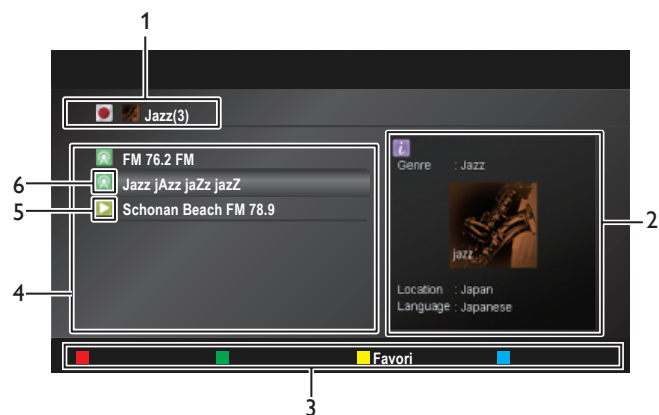 1
Jazz(3)
FM 76.2 FM
6
Jazz jAzz jaZz jazZ
5
Schonan Beach FM 78.9
4
i
Genre : Jazz
jazz
2
Location : Japan
Language : Japanese
Favori
3